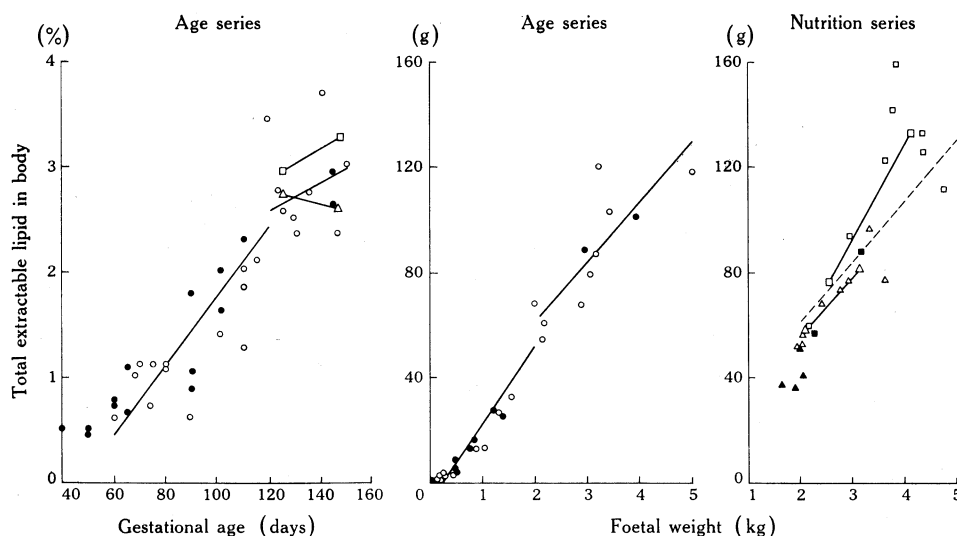 Age series
Age series
Nutrition series
(%)
(g)
(g)
Total extractable lipid in body
4
3
2
1
0
40 60 80 100 120 140 160
Gestational age (days)
160
120
80
40
0
0 1 2 3 4 5
160
120
80
40
0
1 2 3 4 5
Foetal weight (kg)